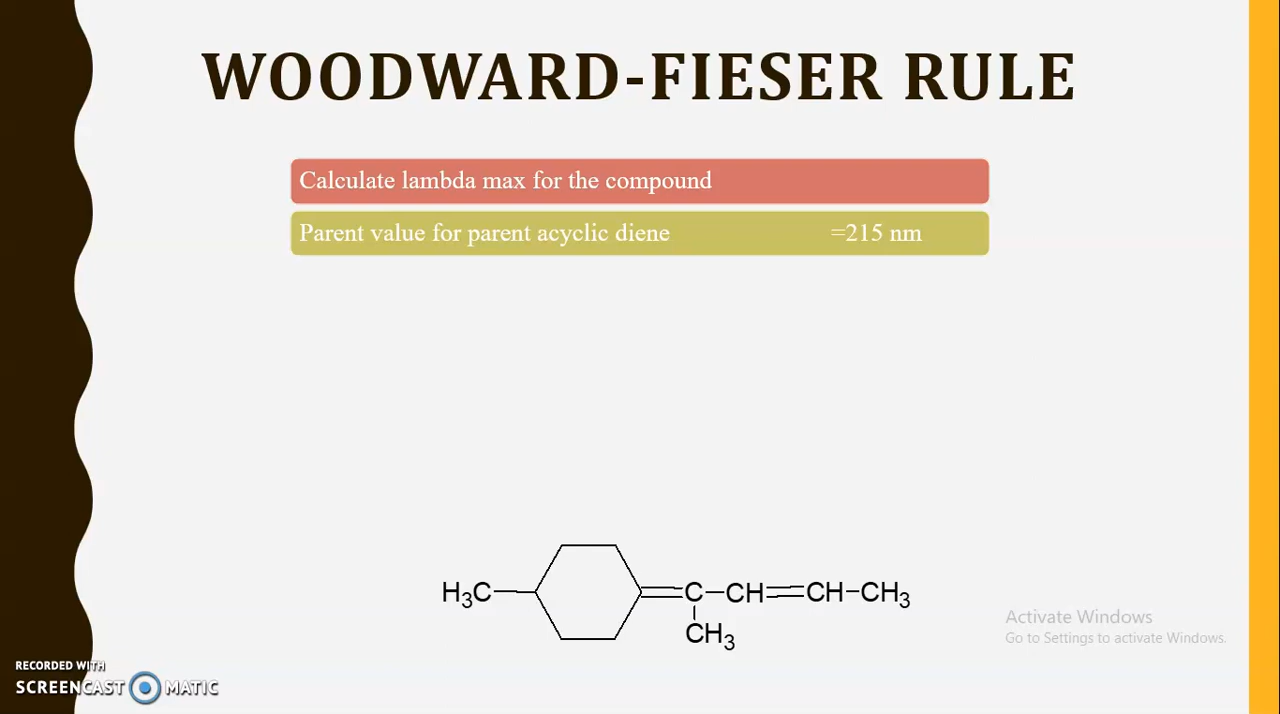 WOODWARD-FIESER RULE
Calculate lambda max for the compound
Parent value for parent acyclic diene =215 nm
H3C C CH CH CH3
CH3
Activate Windows
Go to Settings to activate Windows.
RECORDED WITH
SCREENCAST MATIC